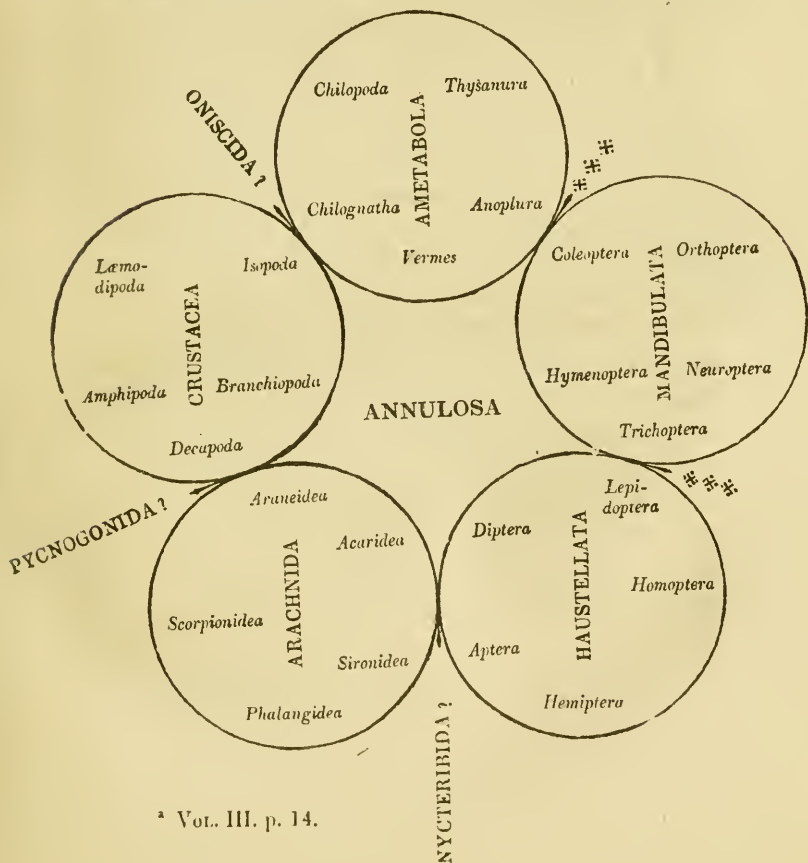 Chilopoda
Thysanura
AMETABOLA
Chilognatha
Anoplura
Vermes
ONISCIDA?
⁂ ⁂ ⁂
Læmo-
dipoda
Isopoda
CRUSTACEA
Amphipoda
Branchiopoda
Decapoda
Coleoptera
Orthoptera
MANDIBULATA
Hymenoptera
Neuroptera
Trichoptera
ANNULOSA
PYCNOGONIDA?
Araneidea
Acaridea
ARACHNIDA
Scorpionidea
Sironidea
Phalangidea
⁂ ⁂ ⁂
Lepi-
doptera
Diptera
HAUSTELLATA
Homoptera
Aptera
Hemiptera
NYCTERIBIDA?
ᵃ VOL. III. p. 14.